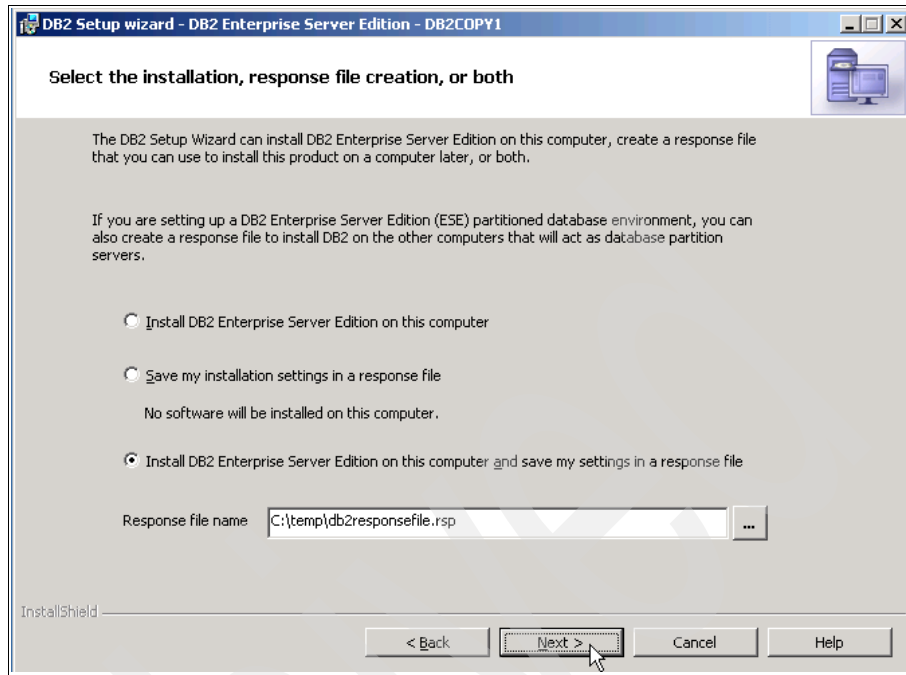 DB2 Setup wizard - DB2 Enterprise Server Edition - DB2COPY1
Select the installation, response file creation, or both
The DB2 Setup Wizard can install DB2 Enterprise Server Edition on this computer, create a response file
that you can use to install this product on a computer later, or both.
If you are setting up a DB2 Enterprise Server Edition (ESE) partitioned database environment, you can
also create a response file to install DB2 on the other computers that will act as database partition
servers.
Install DB2 Enterprise Server Edition on this computer
Save my installation settings in a response file
No software will be installed on this computer.
Install DB2 Enterprise Server Edition on this computer and save my settings in a response file
Response file name C:\temp\db2responsefile.rsp ...
InstallShield
< Back Next > Cancel Help